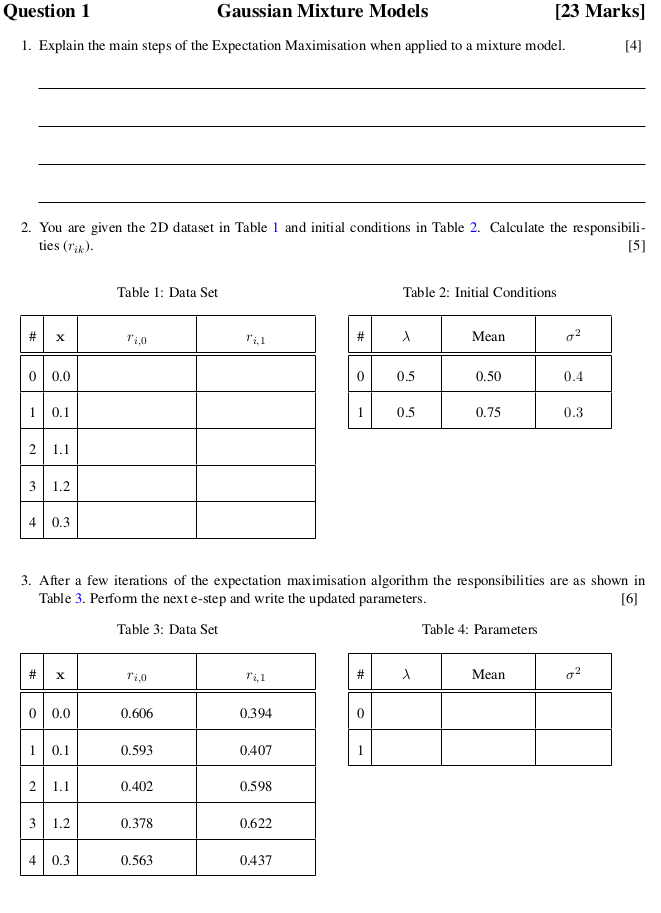 Question 1 Gaussian Mixture Models [23 Marks]
1. Explain the main steps of the Expectation Maximisation when applied to a mixture model. [4]
2. You are given the 2D dataset in Table 1 and initial conditions in Table 2. Calculate the responsibili-
ties (r_{ik}). [5]
Table 1: Data Set
# x r_{i,0} r_{i,1}
0 0.0
1 0.1
2 1.1
3 1.2
4 0.3
Table 2: Initial Conditions
# λ Mean σ²
0 0.5 0.50 0.4
1 0.5 0.75 0.3
3. After a few iterations of the expectation maximisation algorithm the responsibilities are as shown in
Table 3. Perform the next e-step and write the updated parameters. [6]
Table 3: Data Set
# x r_{i,0} r_{i,1}
0 0.0 0.606 0.394
1 0.1 0.593 0.407
2 1.1 0.402 0.598
3 1.2 0.378 0.622
4 0.3 0.563 0.437
Table 4: Parameters
# λ Mean σ²
0
1